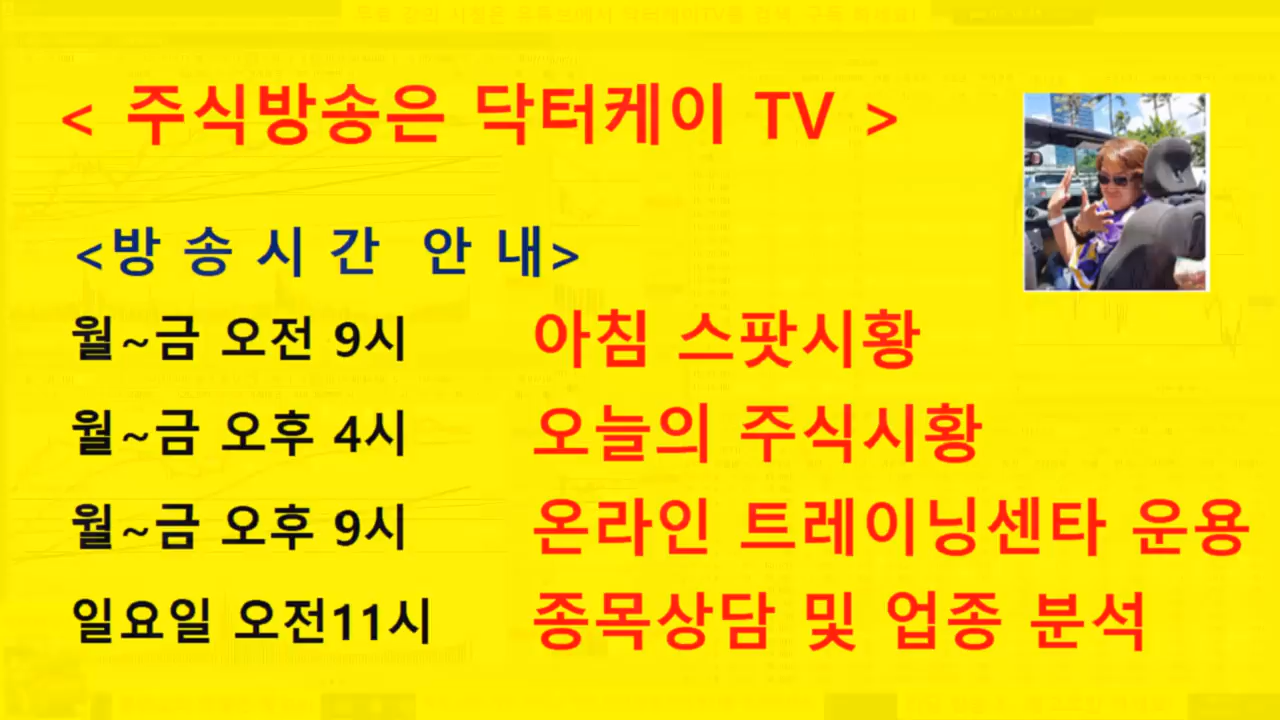 < 주식방송은 닥터케이 TV >
<방 송 시 간 안 내>
월~금 오전 9시 아침 스팟시황
월~금 오후 4시 오늘의 주식시황
월~금 오후 9시 온라인 트레이닝센타 운용
일요일 오전11시 종목상담 및 업종 분석